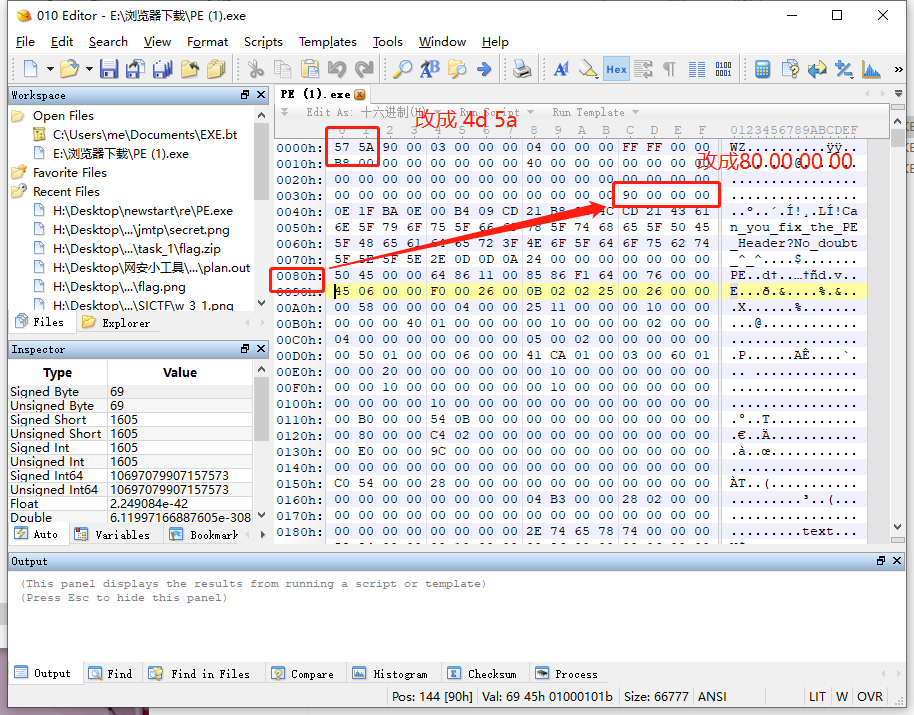 010 Editor - E:\浏览器下载\PE (1).exe
File Edit Search View Format Scripts Templates Tools Window Help
Workspace
Open Files
C:\Users\me\Documents\EXE.bt
E:\浏览器下载\PE (1).exe
Favorite Files
Recent Files
H:\Desktop\newstart\re\PE.exe
H:\Desktop\...\jmtp\secret.png
H:\Desktop\...\task_1\flag.zip
H:\Desktop\网安小工具\...\plan.out
H:\Desktop\...\flag.png
H:\Desktop\...\SICTF\w_3_1.png
Files Explorer
Inspector
Type Value
Signed Byte 69
Unsigned Byte 69
Signed Short 1605
Unsigned Short 1605
Signed Int 1605
Unsigned Int 1605
Signed Int64 10697079907157573
Unsigned Int64 10697079907157573
Float 2.249084e-42
Double 6.11997166887605e-308
Auto Variables Bookmark
PE (1).exe
Edit As: 十六进制(H) Run Script Run Template
改成 4d 5a
0 1 2 3 4 5 6 7 8 9 A B C D E F 0123456789ABCDEF
0000h: 57 5A 90 00 03 00 00 00 04 00 00 00 FF FF 00 00 WZ..........ÿÿ..
改成80 00 00 00
0010h: B8 00 00 00 00 00 00 00 40 00 00 00 00 00
0020h: 00 00 00 00 00 00 00 00 00 00 00 00 00 00 00 00 ................
0030h: 00 00 00 00 00 00 00 00 00 00 00 00 90 00 00 00 ................
0040h: 0E 1F BA 0E 00 B4 09 CD 21 B8 4C CD 21 43 61 ..º..´.Í!¸.LÍ!Ca
0050h: 6E 5F 79 6F 75 5F 66 78 5F 74 68 65 5F 50 45 n_you_fix_the_PE
0060h: 5F 48 65 61 65 72 3F 4E 6F 5F 64 6F 75 62 74 _Header?No_doubt
0070h: 5F 5E 5F 5E 2E 0D 0D 0A 24 00 00 00 00 00 00 00 _^_^....$.......
0080h: 50 45 00 00 64 86 11 00 85 86 F1 64 00 76 00 00 PE..d†..…†ñd.v..
45 06 00 00 F0 00 26 00 0B 02 02 25 00 26 00 00 E...ð.&....%.&..
00A0h: 00 58 00 00 00 04 00 00 25 11 00 00 00 10 00 00 .X......%.......
00B0h: 00 00 00 40 01 00 00 00 00 10 00 00 00 02 00 00 ...@............
00C0h: 04 00 00 00 00 00 00 00 05 00 02 00 00 00 00 00 ................
00D0h: 00 50 01 00 00 06 00 00 41 CA 01 00 03 00 60 01 .P......AÊ....`.
00E0h: 00 00 20 00 00 00 00 00 00 10 00 00 00 00 00 00 .. .............
00F0h: 00 00 10 00 00 00 00 00 00 10 00 00 00 00 00 00 ................
0100h: 00 00 00 00 10 00 00 00 00 00 00 00 00 00 00 00 ................
0110h: 00 B0 00 00 54 0B 00 00 00 00 00 00 00 00 00 00 .°..T...........
0120h: 00 80 00 00 C4 02 00 00 00 00 00 00 00 00 00 00 .€..Ä...........
0130h: 00 E0 00 00 9C 00 00 00 00 00 00 00 00 00 00 00 .à..œ...........
0140h: 00 00 00 00 00 00 00 00 00 00 00 00 00 00 00 00 ................
0150h: C0 54 00 00 28 00 00 00 00 00 00 00 00 00 00 00 ÀT..(...........
0160h: 00 00 00 00 00 00 00 00 04 B3 00 00 28 02 00 00 .........³..(...
0170h: 00 00 00 00 00 00 00 00 00 00 00 00 00 00 00 00 ................
0180h: 00 00 00 00 00 00 00 00 2E 74 65 78 74 00 00 00 .........text...
Output
(This panel displays the results from running a script or template)
(Press Esc to hide this panel)
Output Find Find in Files Compare Histogram Checksum Process
Pos: 144 [90h] Val: 69 45h 01000101b Size: 66777 ANSI LIT W OVR